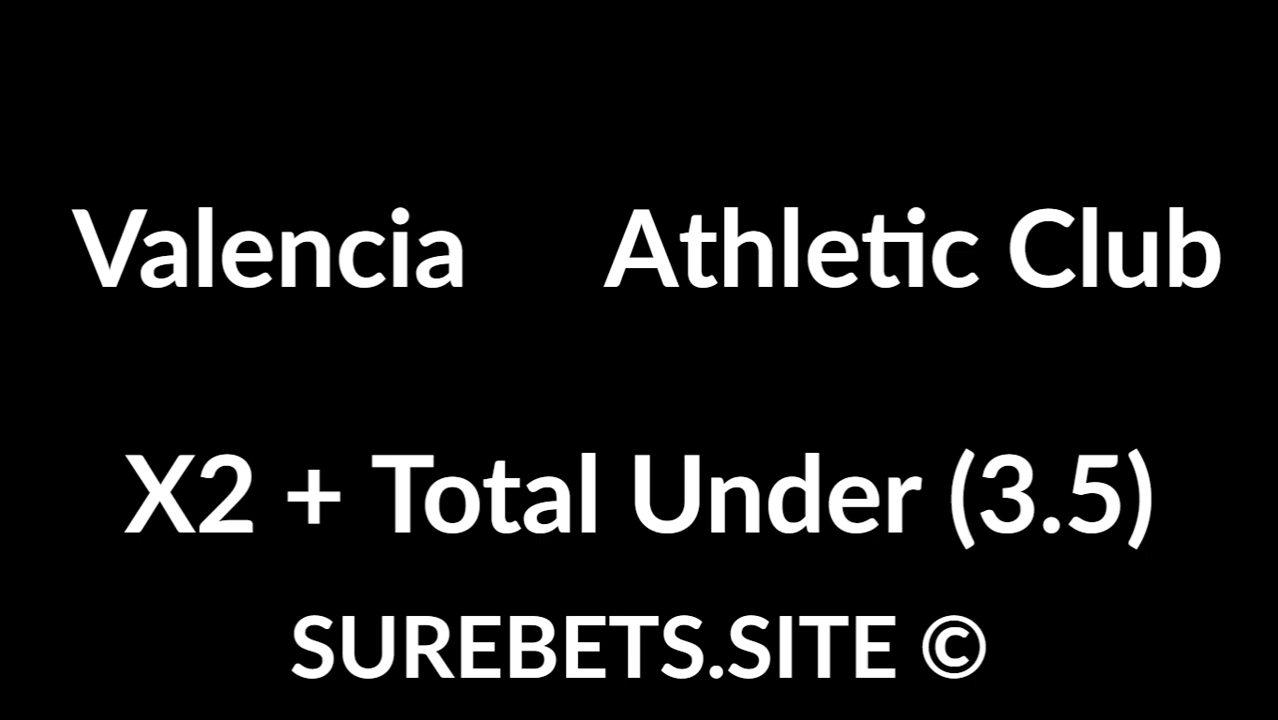 Valencia Athletic Club
X2 + Total Under (3.5)
SUREBETS.SITE ©